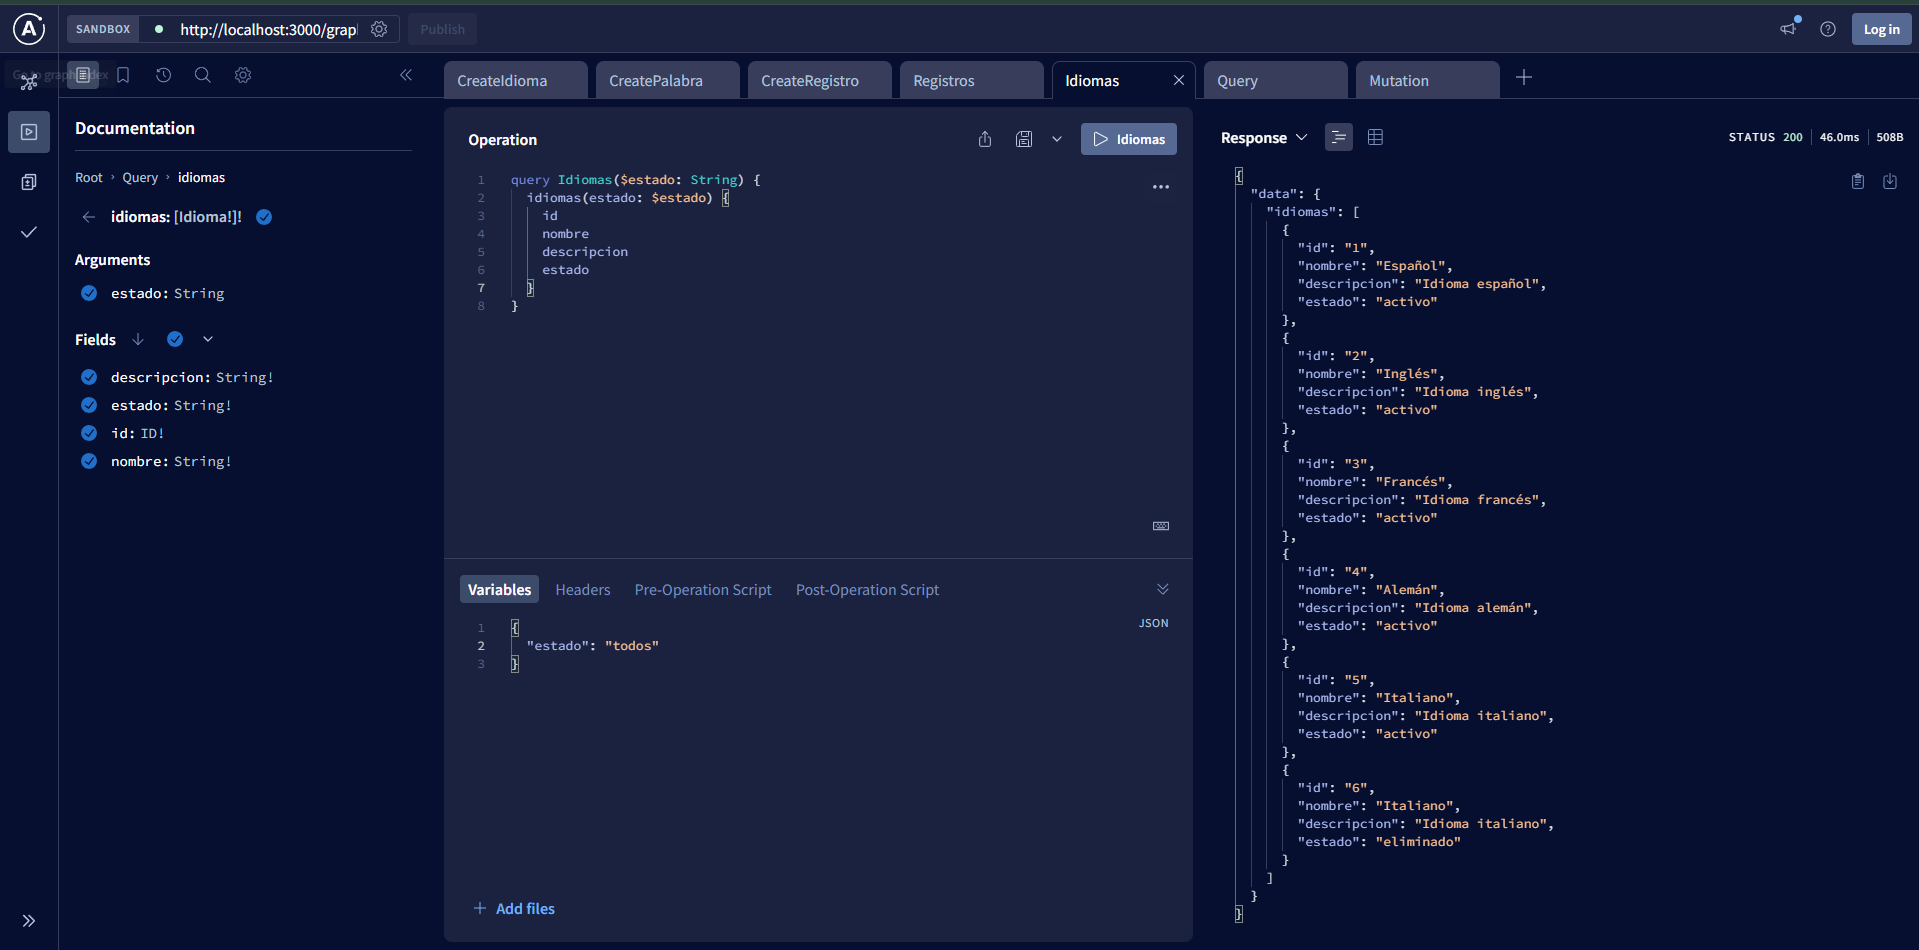 SANDBOX
http://localhost:3000/grap
Publish
Log in
CreateIdioma
CreatePalabra
CreateRegistro
Registros
Idiomas
Query
Mutation
Documentation
Root › Query › idiomas
idiomas: [Idioma!]!
Arguments
estado: String
Fields
descripcion: String!
estado: String!
id: ID!
nombre: String!
Operation
Idiomas
1 query Idiomas($estado: String) {
2 idiomas(estado: $estado) {
3 id
4 nombre
5 descripcion
6 estado
7 }
8 }
Variables
Headers
Pre-Operation Script
Post-Operation Script
JSON
1 {
2 "estado": "todos"
3 }
Add files
Response
STATUS 200
46.0ms
508B
{
"data": {
"idiomas": [
{
"id": "1",
"nombre": "Español",
"descripcion": "Idioma español",
"estado": "activo"
},
{
"id": "2",
"nombre": "Inglés",
"descripcion": "Idioma inglés",
"estado": "activo"
},
{
"id": "3",
"nombre": "Francés",
"descripcion": "Idioma francés",
"estado": "activo"
},
{
"id": "4",
"nombre": "Alemán",
"descripcion": "Idioma alemán",
"estado": "activo"
},
{
"id": "5",
"nombre": "Italiano",
"descripcion": "Idioma italiano",
"estado": "activo"
},
{
"id": "6",
"nombre": "Italiano",
"descripcion": "Idioma italiano",
"estado": "eliminado"
}
]
}
}